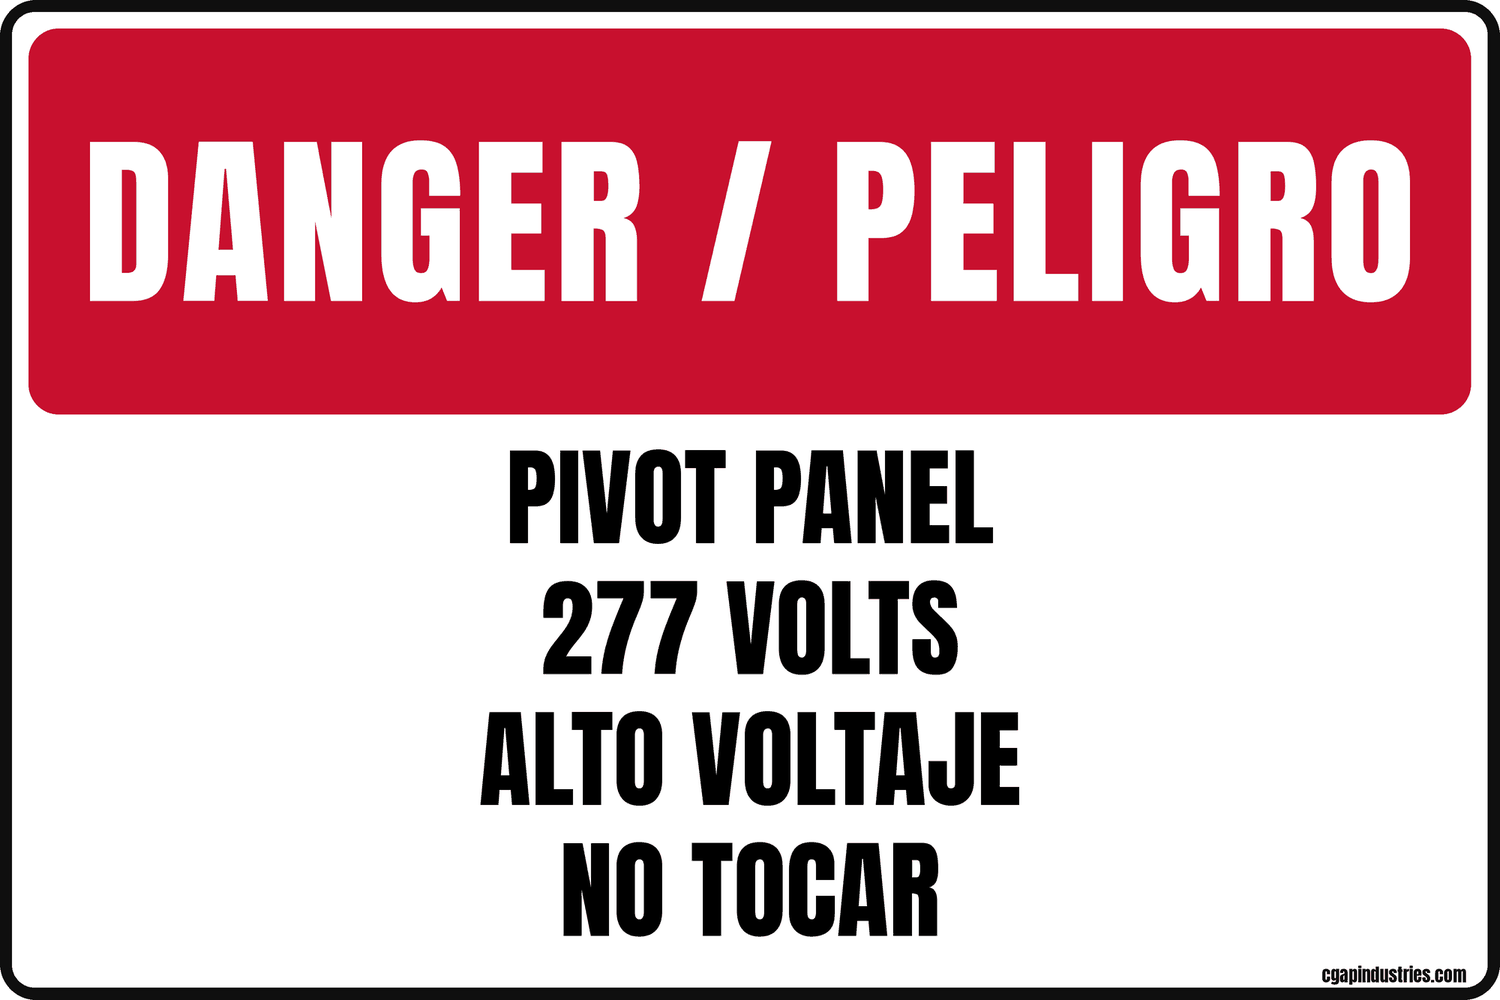 DANGER / PELIGRO
PIVOT PANEL
277 VOLTS
ALTO VOLTAJE
NO TOCAR
cgapindustries.com